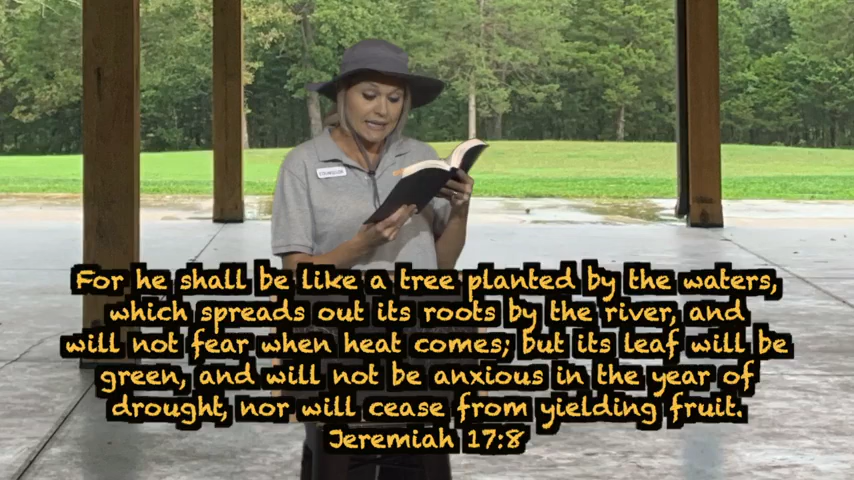 COUNSELOR
For he shall be like a tree planted by the waters,
which spreads out its roots by the river, and
will not fear when heat comes; but its leaf will be
green, and will not be anxious in the year of
drought, nor will cease from yielding fruit.
Jeremiah 17:8